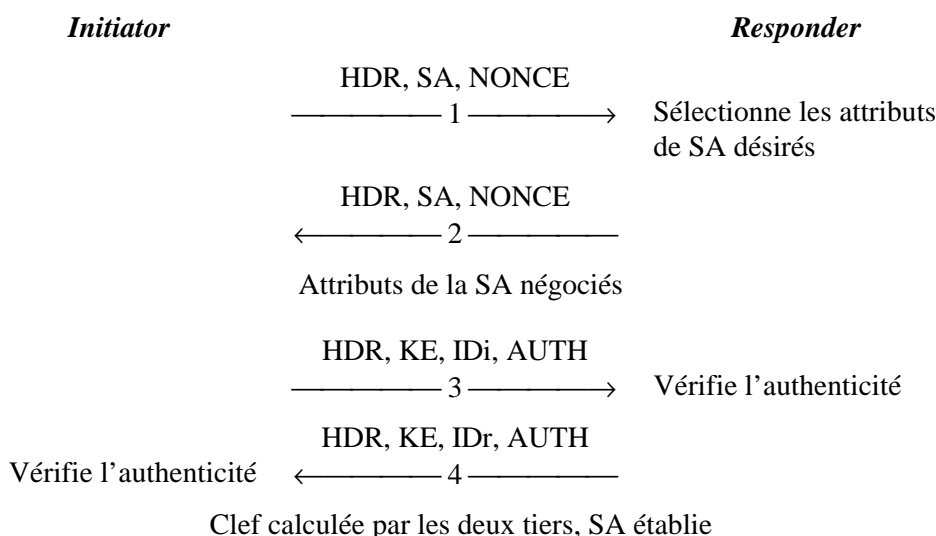 Initiator Responder
HDR, SA, NONCE
1 Sélectionne les attributs
de SA désirés
HDR, SA, NONCE
2
Attributs de la SA négociés
HDR, KE, IDi, AUTH
3 Vérifie l’authenticité
HDR, KE, IDr, AUTH
Vérifie l’authenticité 4
Clef calculée par les deux tiers, SA établie